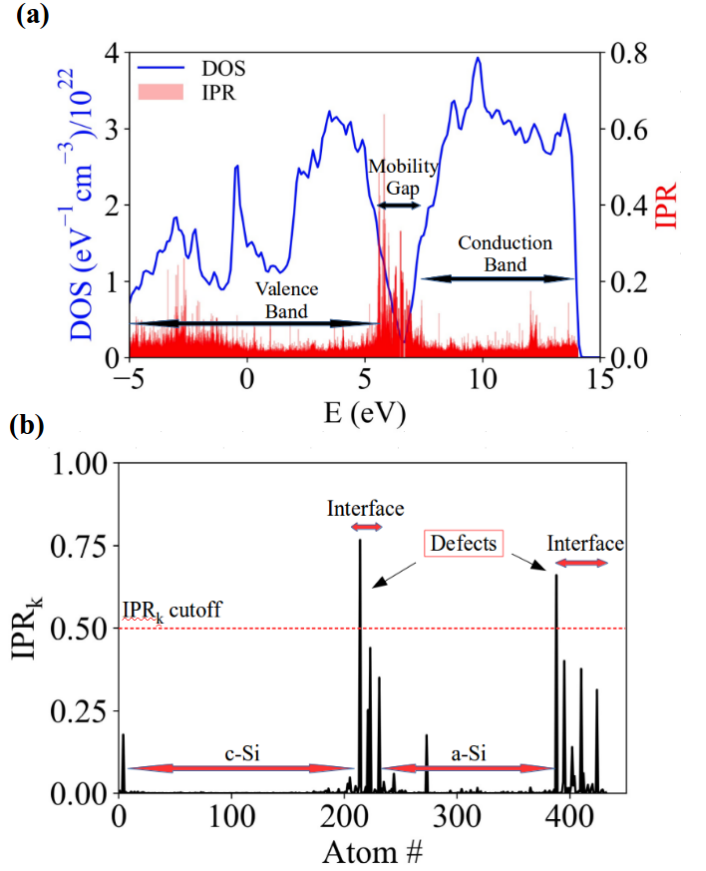 (a)
4
3
2
1
0
DOS (eV⁻¹cm⁻³)/10²²
DOS
IPR
Mobility
Gap
Conduction
Band
Valence
Band
0.8
0.6
0.4
0.2
0.0
IPR
−5
0
5
10
15
E (eV)
(b)
1.00
0.75
0.50
0.25
0.00
IPRₖ
Interface
Defects
Interface
IPRₖ cutoff
c-Si
a-Si
0
100
200
300
400
Atom #